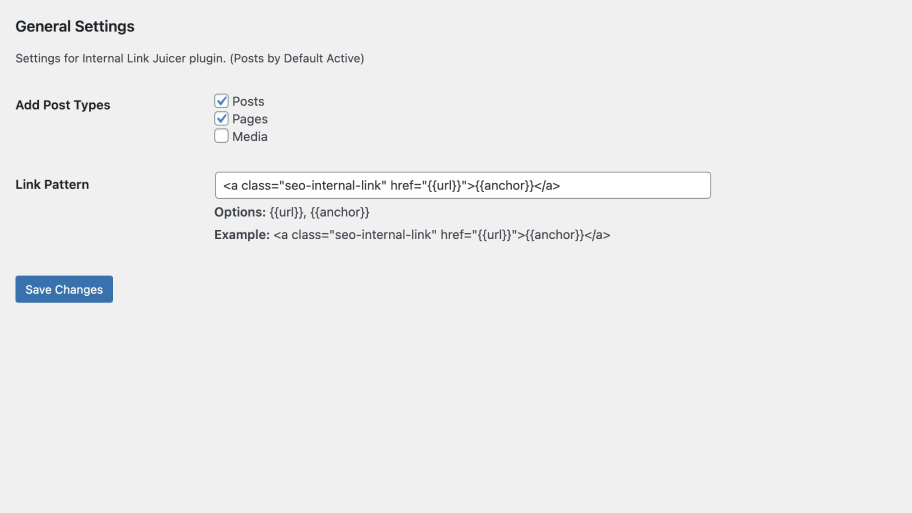 General Settings
Settings for Internal Link Juicer plugin. (Posts by Default Active)
Add Post Types
Posts
Pages
Media
Link Pattern
<a class="seo-internal-link" href="{{url}}">{{anchor}}</a>
Options: {{url}}, {{anchor}}
Example: <a class="seo-internal-link" href="{{url}}">{{anchor}}</a>
Save Changes